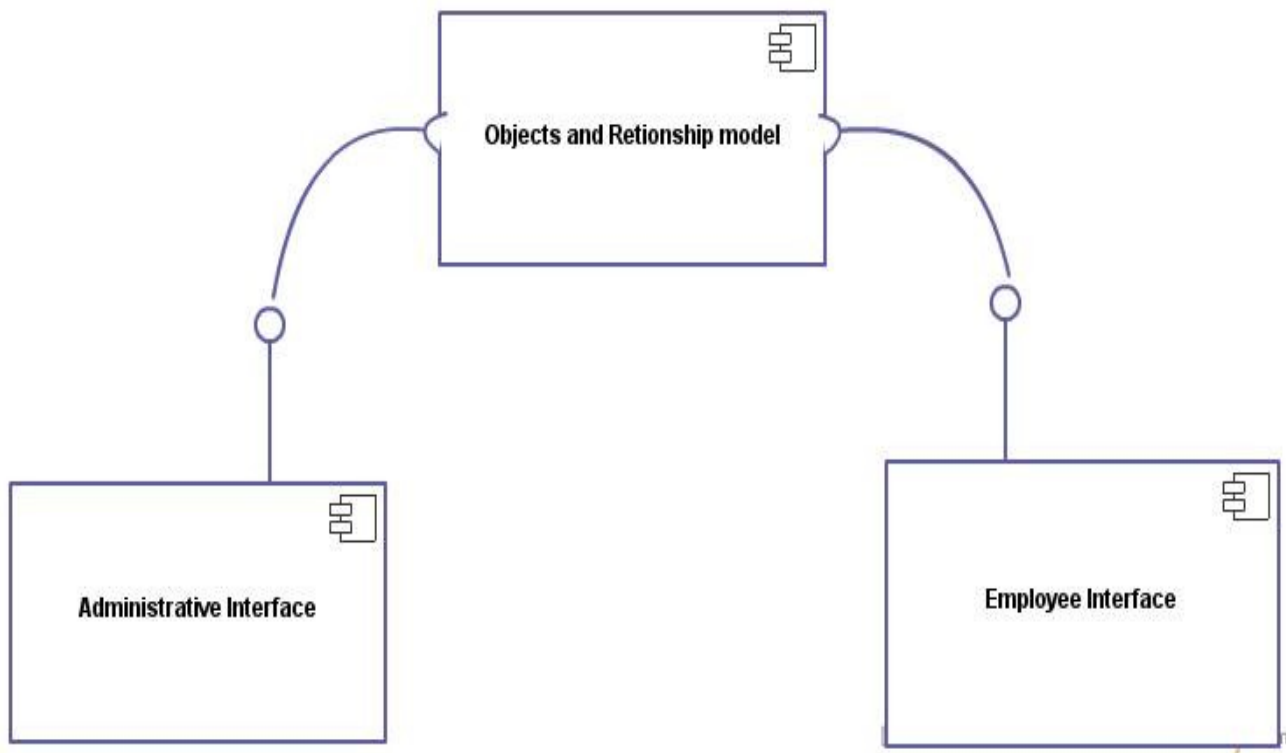 Objects and Retionship model
Administrative Interface
Employee Interface